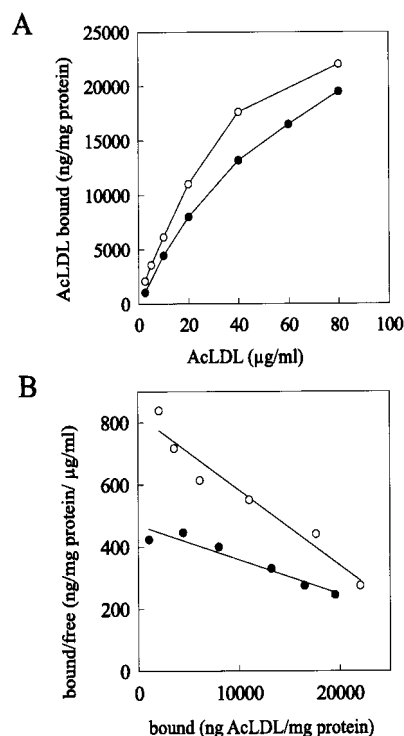 A
25000
20000
15000
10000
5000
0
AcLDL bound (ng/mg protein)
0 20 40 60 80 100
AcLDL (µg/ml)
B
800
600
400
200
0
bound/free (ng/mg protein/ µg/ml)
0 10000 20000
bound (ng AcLDL/mg protein)